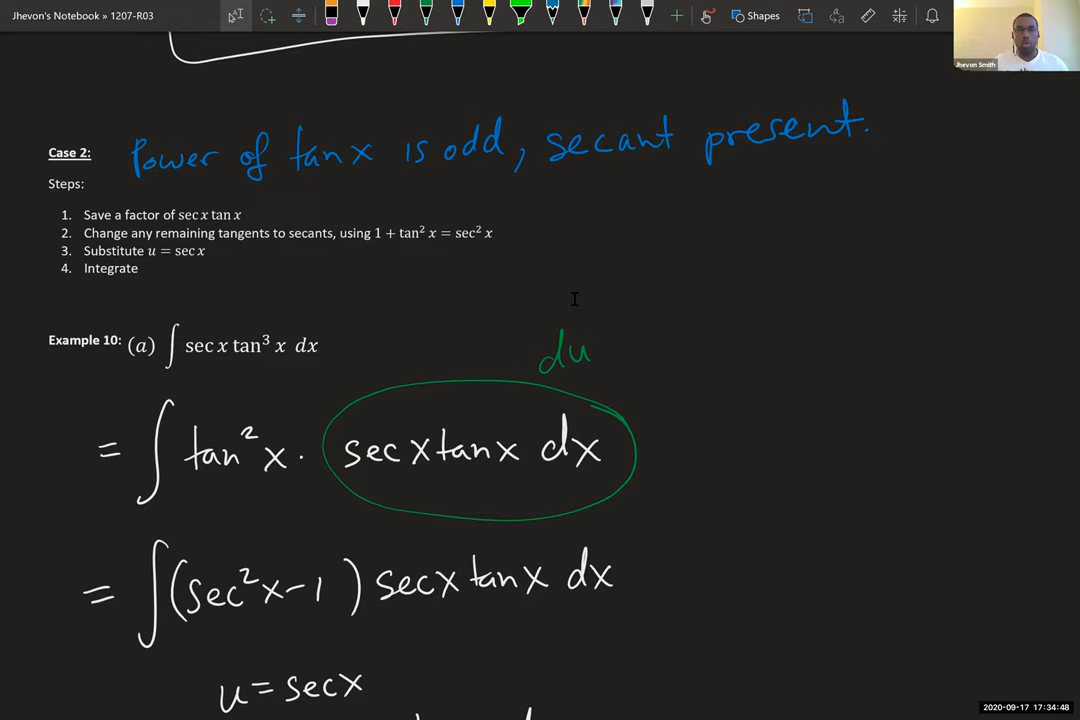 Jhevon's Notebook » 1207-R03
Shapes
Jhevon Smith
Case 2: Power of tan x is odd, secant present.
Steps:
1. Save a factor of sec x tan x
2. Change any remaining tangents to secants, using 1 + tan² x = sec² x
3. Substitute u = sec x
4. Integrate
Example 10: (a) ∫ sec x tan³ x dx
du
= ∫ tan² x · sec x tan x dx
= ∫ (sec² x − 1) sec x tan x dx
u = sec x
2020-09-17 17:34:48